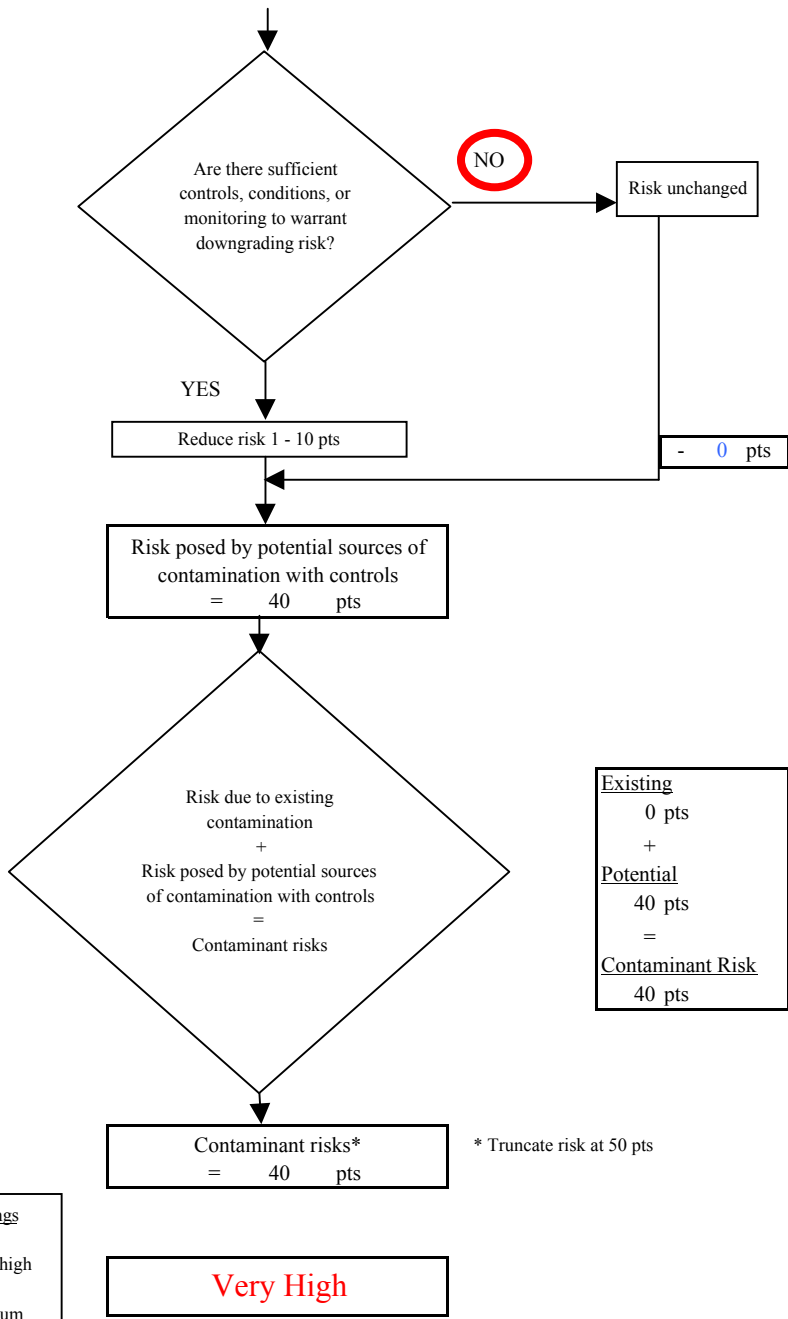 Are there sufficient
controls, conditions, or
monitoring to warrant
downgrading risk?
NO
Risk unchanged
YES
Reduce risk 1 - 10 pts
- 0 pts
Risk posed by potential sources of
contamination with controls
= 40 pts
Risk due to existing
contamination
+
Risk posed by potential sources
of contamination with controls
=
Contaminant risks
Existing
0 pts
+
Potential
40 pts
=
Contaminant Risk
40 pts
Contaminant risks*
= 40 pts
* Truncate risk at 50 pts
high
Very High